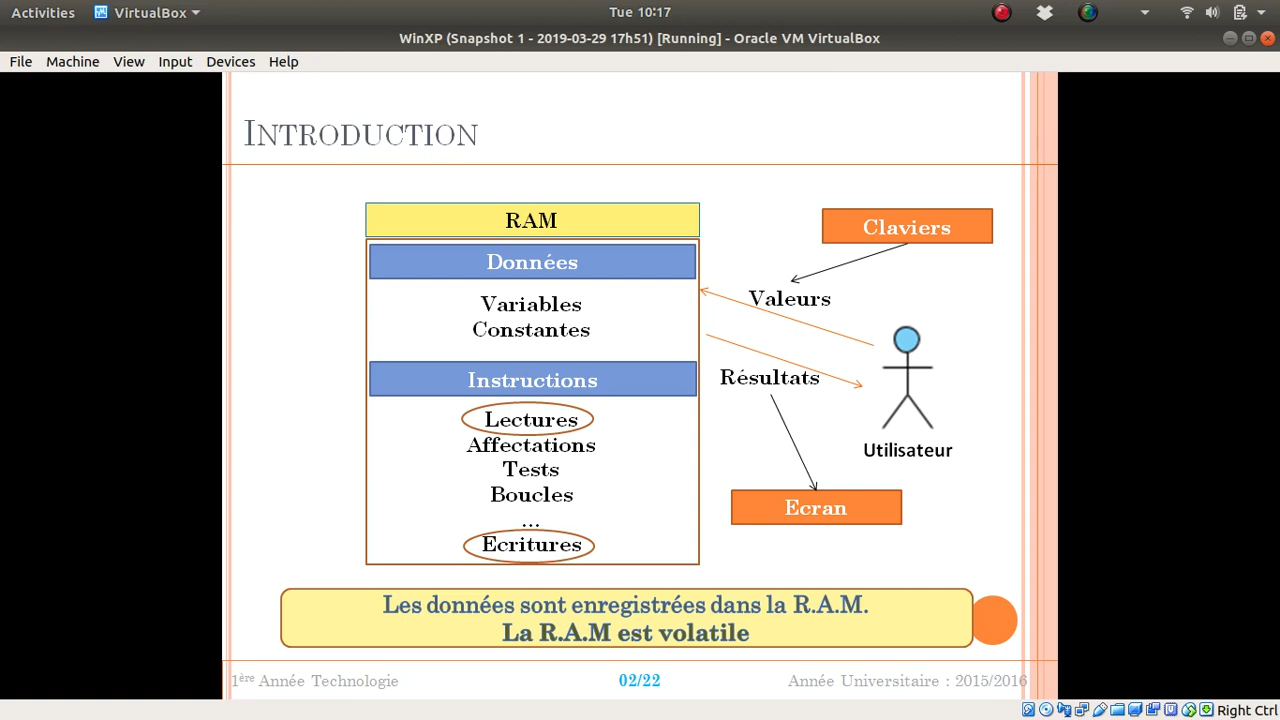 Activities
VirtualBox
Tue 10:17
WinXP (Snapshot 1 - 2019-03-29 17h51) [Running] - Oracle VM VirtualBox
File Machine View Input Devices Help
INTRODUCTION
RAM
Données
Variables
Constantes
Instructions
Lectures
Affectations
Tests
Boucles
...
Ecritures
Claviers
Valeurs
Résultats
Utilisateur
Ecran
Les données sont enregistrées dans la R.A.M.
La R.A.M est volatile
1ère Année Technologie
02/22
Année Universitaire : 2015/2016
Right Ctrl